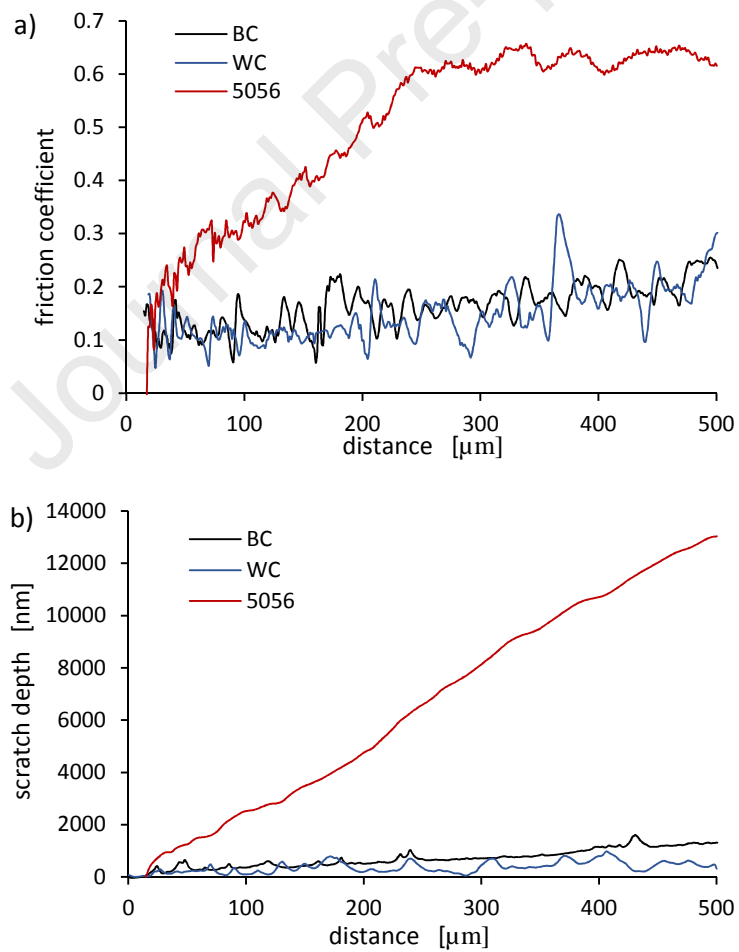 Journal Pre-
a)
BC
WC
5056
friction coefficient
0.7
0.6
0.5
0.4
0.3
0.2
0.1
0
0 100 200 300 400 500
distance [µm]
b)
BC
WC
5056
scratch depth [nm]
14000
12000
10000
8000
6000
4000
2000
0
0 100 200 300 400 500
distance [µm]